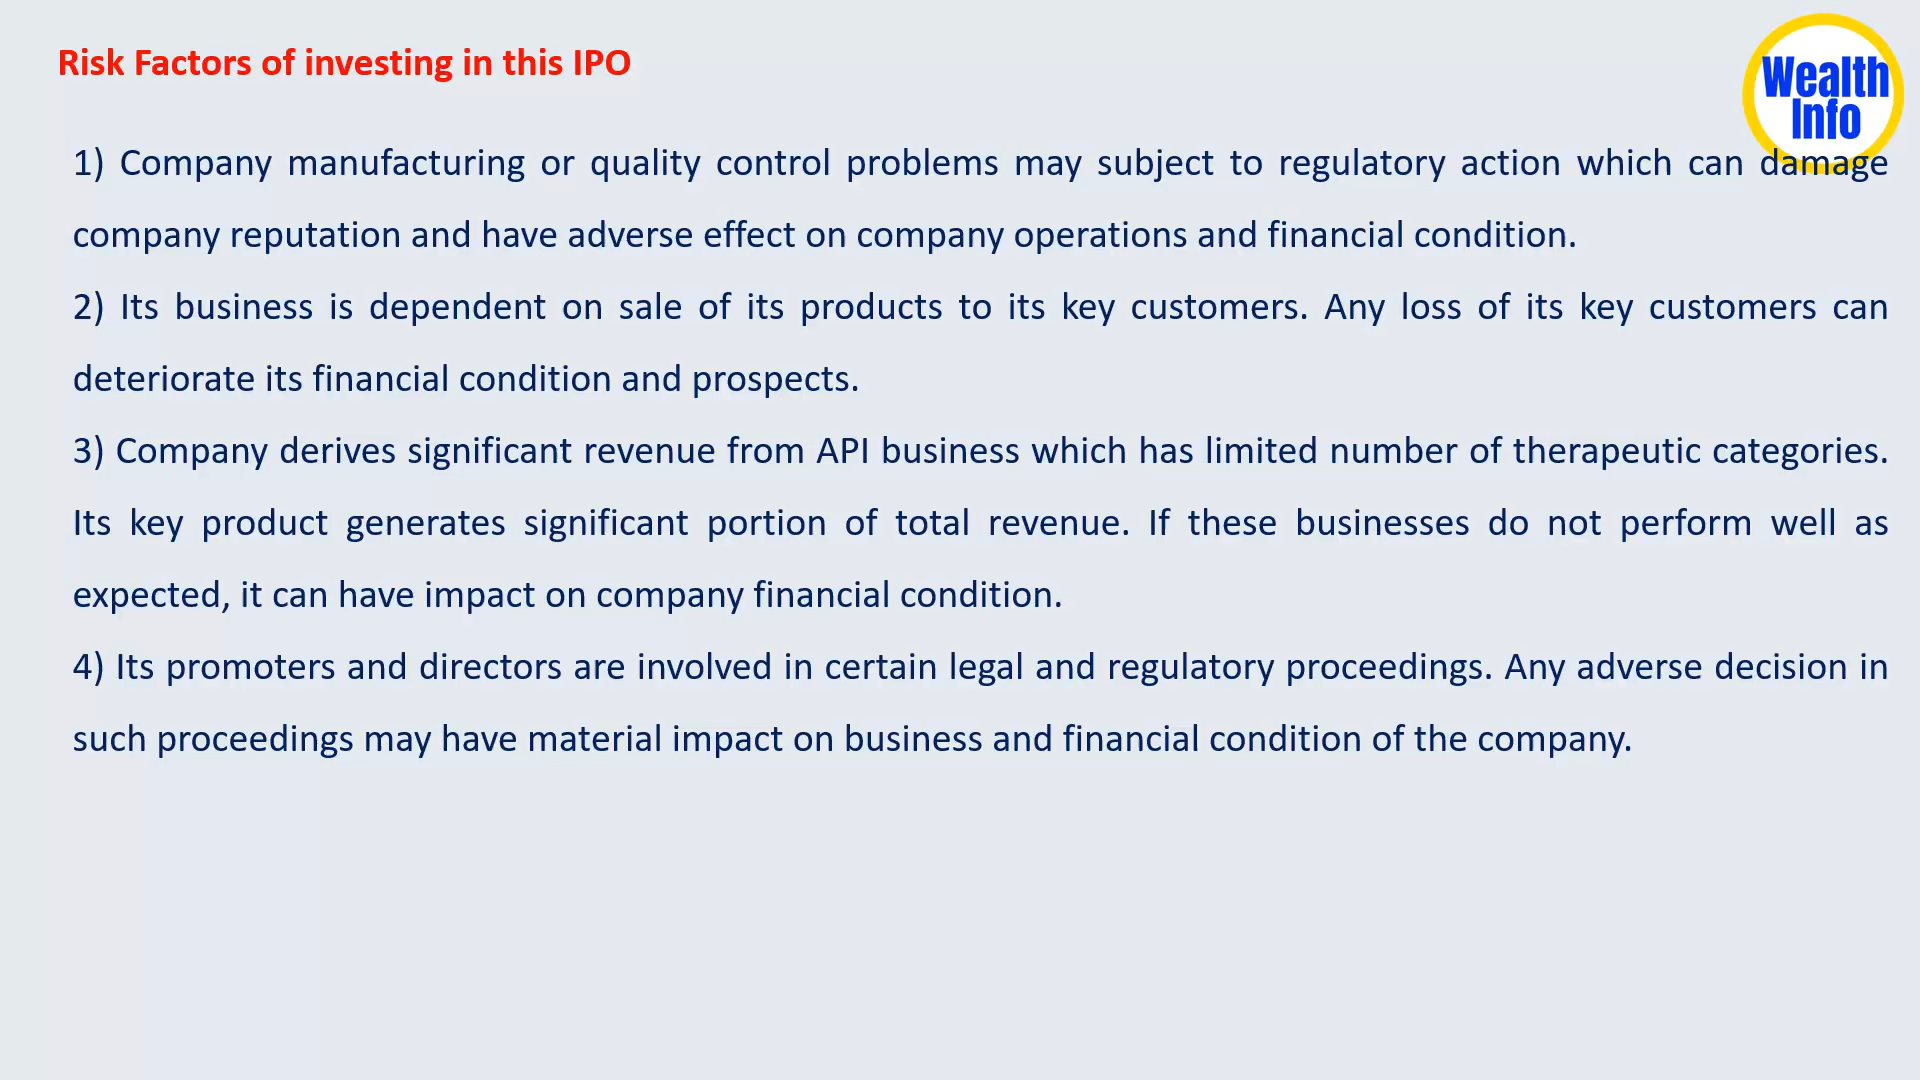 Risk Factors of investing in this IPO
Wealth
Info
1) Company manufacturing or quality control problems may subject to regulatory action which can damage
company reputation and have adverse effect on company operations and financial condition.
2) Its business is dependent on sale of its products to its key customers. Any loss of its key customers can
deteriorate its financial condition and prospects.
3) Company derives significant revenue from API business which has limited number of therapeutic categories.
Its key product generates significant portion of total revenue. If these businesses do not perform well as
expected, it can have impact on company financial condition.
4) Its promoters and directors are involved in certain legal and regulatory proceedings. Any adverse decision in
such proceedings may have material impact on business and financial condition of the company.